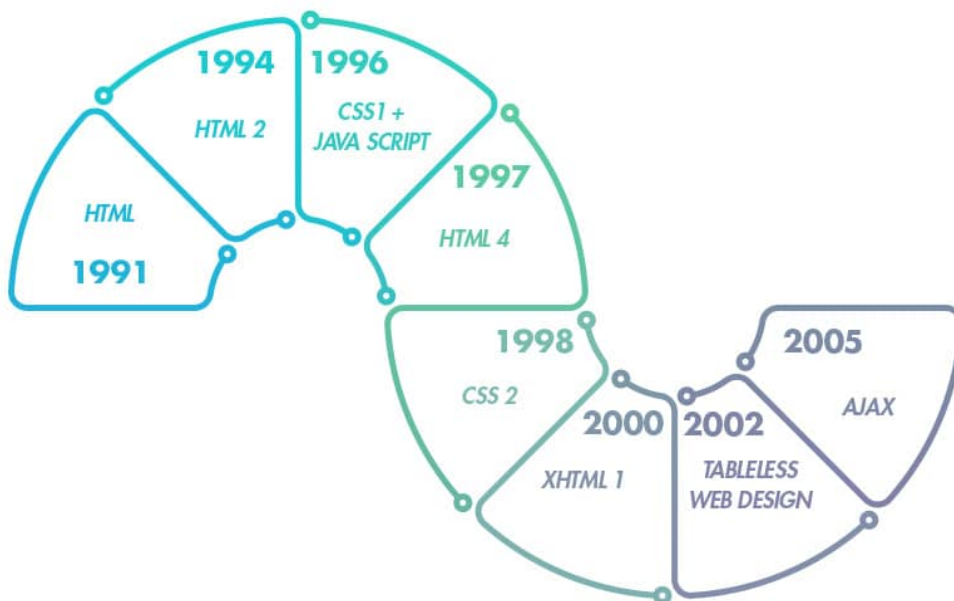 1991
HTML
1994
HTML 2
1996
CSS1 +
JAVA SCRIPT
1997
HTML 4
1998
CSS 2
2000
XHTML 1
2002
TABLELESS
WEB DESIGN
2005
AJAX